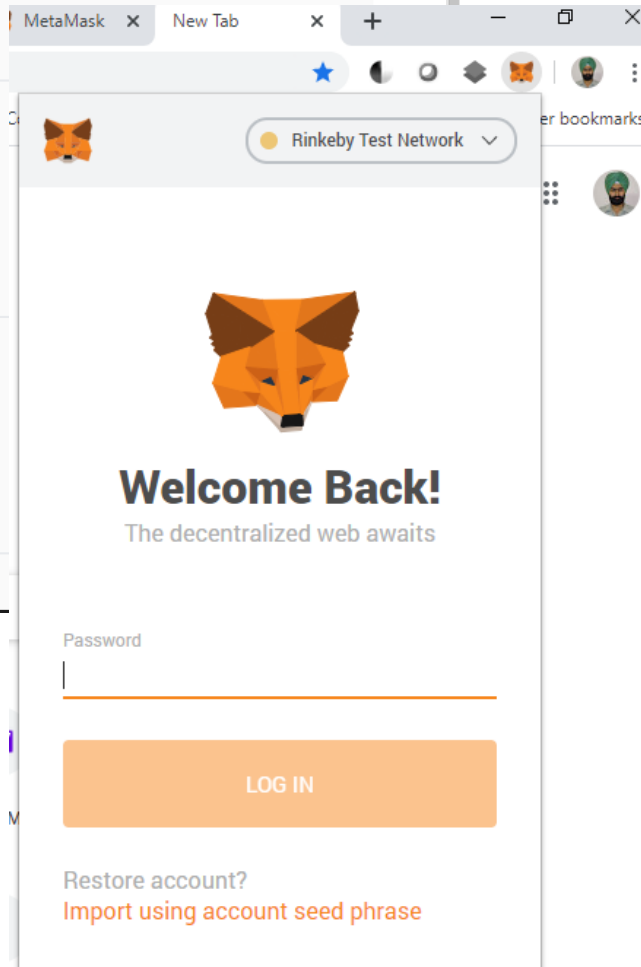 MetaMask
New Tab
er bookmarks
Rinkeby Test Network
Welcome Back!
The decentralized web awaits
Password
LOG IN
Restore account?
Import using account seed phrase